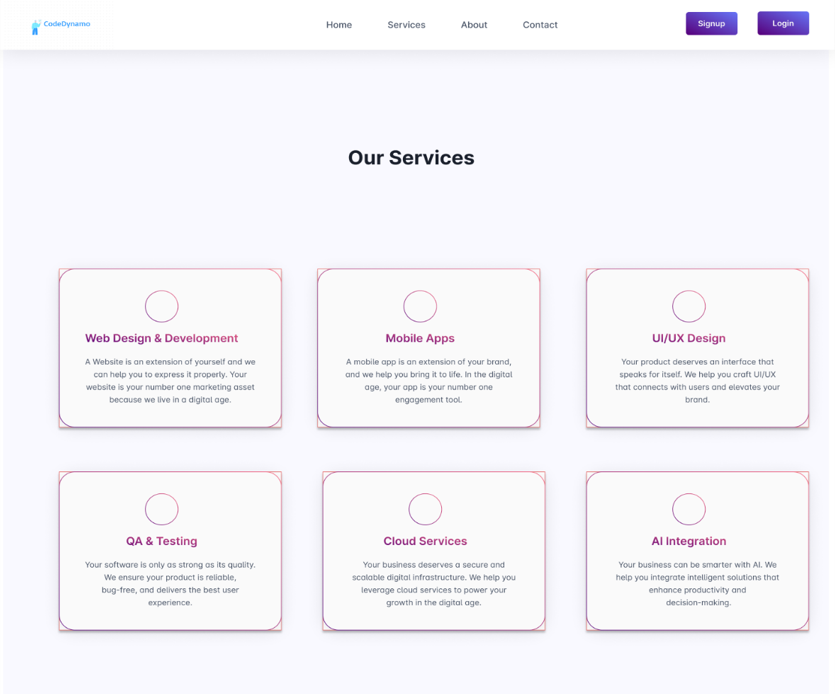 CodeDynamo
Home
Services
About
Contact
Signup
Login
Our Services
Web Design & Development
A Website is an extension of yourself and we
can help you to express it properly. Your
website is your number one marketing asset
because we live in a digital age.
Mobile Apps
A mobile app is an extension of your brand,
and we help you bring it to life. In the digital
age, your app is your number one
engagement tool.
UI/UX Design
Your product deserves an interface that
speaks for itself. We help you craft UI/UX
that connects with users and elevates your
brand.
QA & Testing
Your software is only as strong as its quality.
We ensure your product is reliable,
bug-free, and delivers the best user
experience.
Cloud Services
Your business deserves a secure and
scalable digital infrastructure. We help you
leverage cloud services to power your
growth in the digital age.
AI Integration
Your business can be smarter with AI. We
help you integrate intelligent solutions that
enhance productivity and
decision-making.